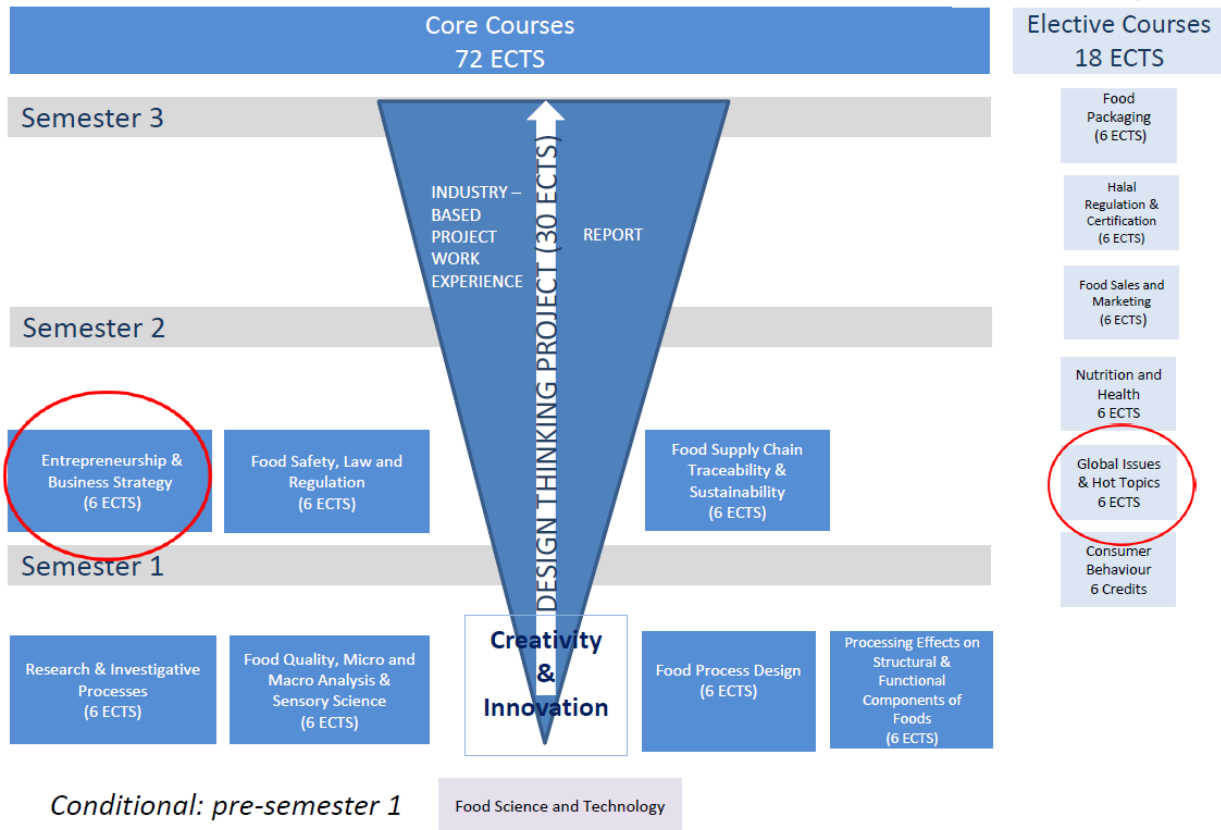 Core Courses
72 ECTS
Elective Courses
18 ECTS
Semester 3
INDUSTRY –
BASED
PROJECT
WORK
EXPERIENCE
DESIGN THINKING PROJECT (30 ECTS)
REPORT
Semester 2
Entrepreneurship &
Business Strategy
(6 ECTS)
Food Safety, Law and
Regulation
(6 ECTS)
Food Supply Chain
Traceability &
Sustainability
(6 ECTS)
Semester 1
Research & Investigative
Processes
(6 ECTS)
Food Quality, Micro and
Macro Analysis &
Sensory Science
(6 ECTS)
Creativity
&
Innovation
Food Process Design
(6 ECTS)
Processing Effects on
Structural &
Functional
Components of
Foods
(6 ECTS)
Conditional: pre-semester 1
Food Science and Technology
Food
Packaging
(6 ECTS)
Halal
Regulation &
Certification
(6 ECTS)
Food Sales and
Marketing
(6 ECTS)
Nutrition and
Health
6 ECTS
Global Issues
& Hot Topics
6 ECTS
Consumer
Behaviour
6 Credits